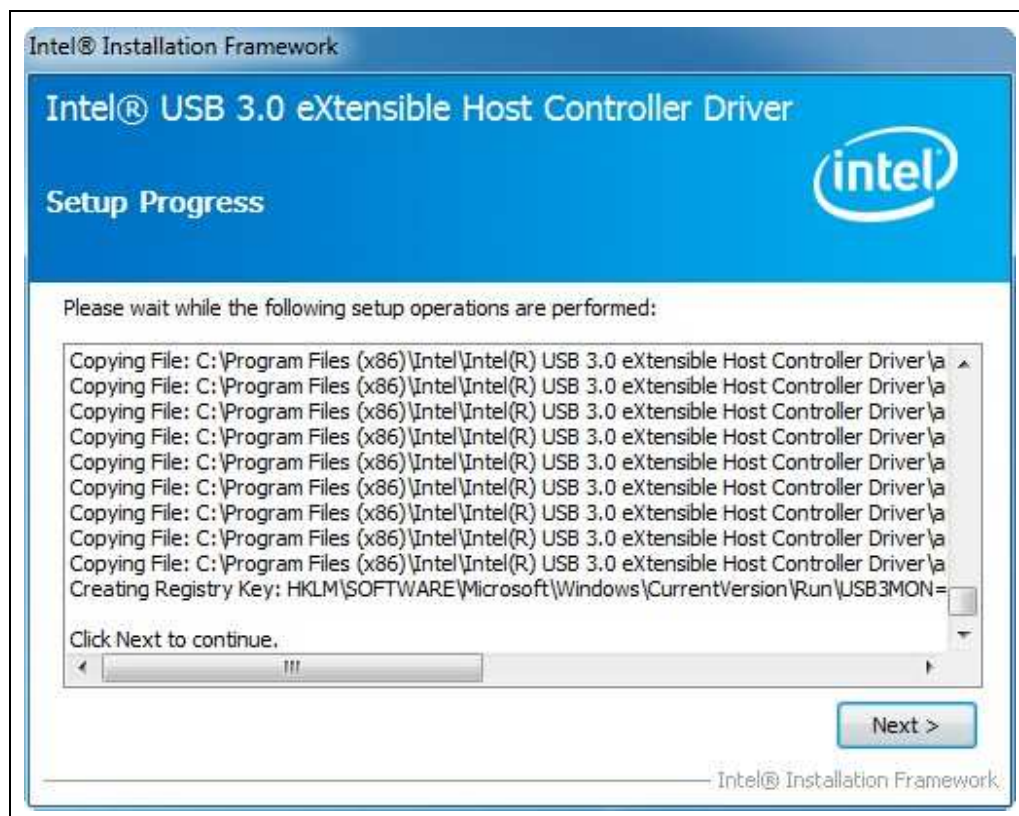 Intel® Installation Framework
Intel® USB 3.0 eXtensible Host Controller Driver
intel
Setup Progress
Please wait while the following setup operations are performed:
Copying File: C:\Program Files (x86)\Intel\Intel(R) USB 3.0 eXtensible Host Controller Driver\a
Copying File: C:\Program Files (x86)\Intel\Intel(R) USB 3.0 eXtensible Host Controller Driver\a
Copying File: C:\Program Files (x86)\Intel\Intel(R) USB 3.0 eXtensible Host Controller Driver\a
Copying File: C:\Program Files (x86)\Intel\Intel(R) USB 3.0 eXtensible Host Controller Driver\a
Copying File: C:\Program Files (x86)\Intel\Intel(R) USB 3.0 eXtensible Host Controller Driver\a
Copying File: C:\Program Files (x86)\Intel\Intel(R) USB 3.0 eXtensible Host Controller Driver\a
Copying File: C:\Program Files (x86)\Intel\Intel(R) USB 3.0 eXtensible Host Controller Driver\a
Copying File: C:\Program Files (x86)\Intel\Intel(R) USB 3.0 eXtensible Host Controller Driver\a
Copying File: C:\Program Files (x86)\Intel\Intel(R) USB 3.0 eXtensible Host Controller Driver\a
Creating Registry Key: HKLM\SOFTWARE\Microsoft\Windows\CurrentVersion\Run\USB3MON=
Click Next to continue.
Next >
Intel® Installation Framework